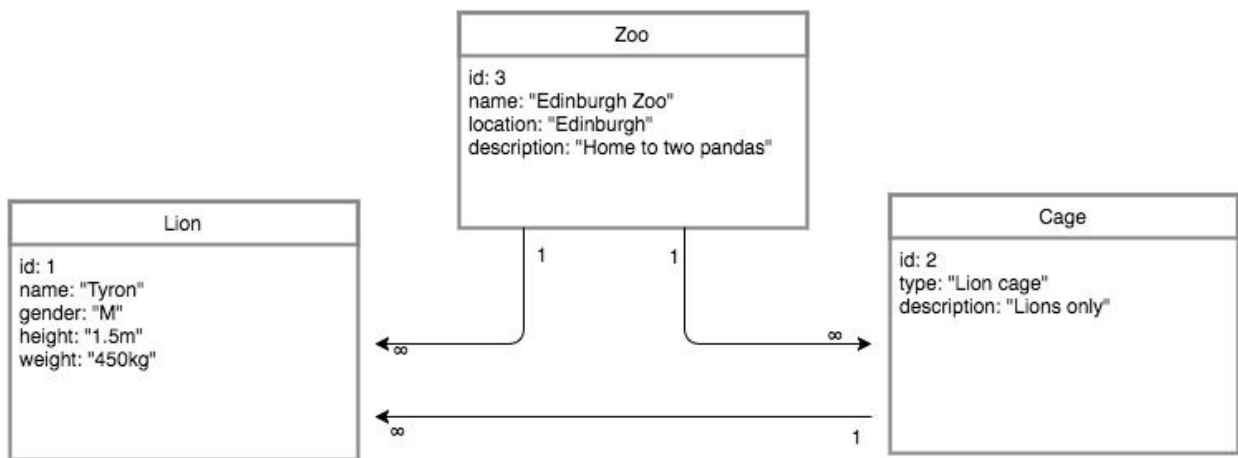 Zoo
id: 3
name: "Edinburgh Zoo"
location: "Edinburgh"
description: "Home to two pandas"
Lion
id: 1
name: "Tyron"
gender: "M"
height: "1.5m"
weight: "450kg"
Cage
id: 2
type: "Lion cage"
description: "Lions only"
1
1
∞
∞
∞
1